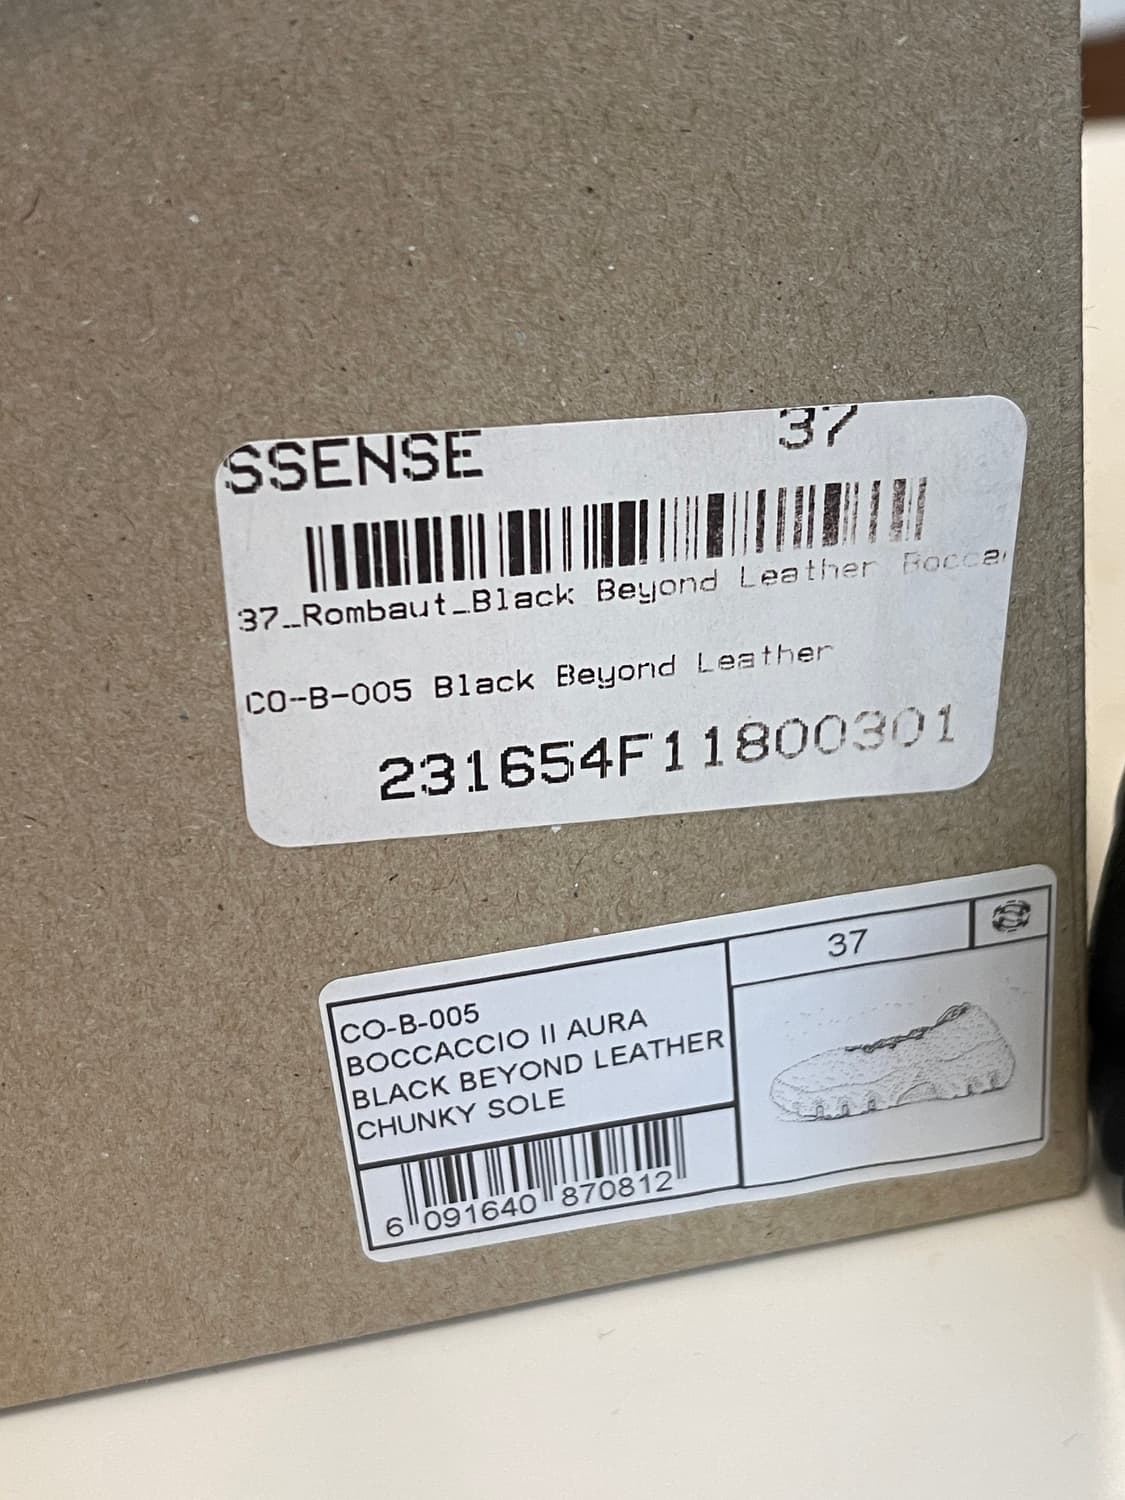 SSENSE 37
37_Rombaut_Black Beyond Leather Bocca
CO-B-005 Black Beyond Leather
231654F11800301
37
CO-B-005
BOCCACCIO II AURA
BLACK BEYOND LEATHER
CHUNKY SOLE
6 091640 870812